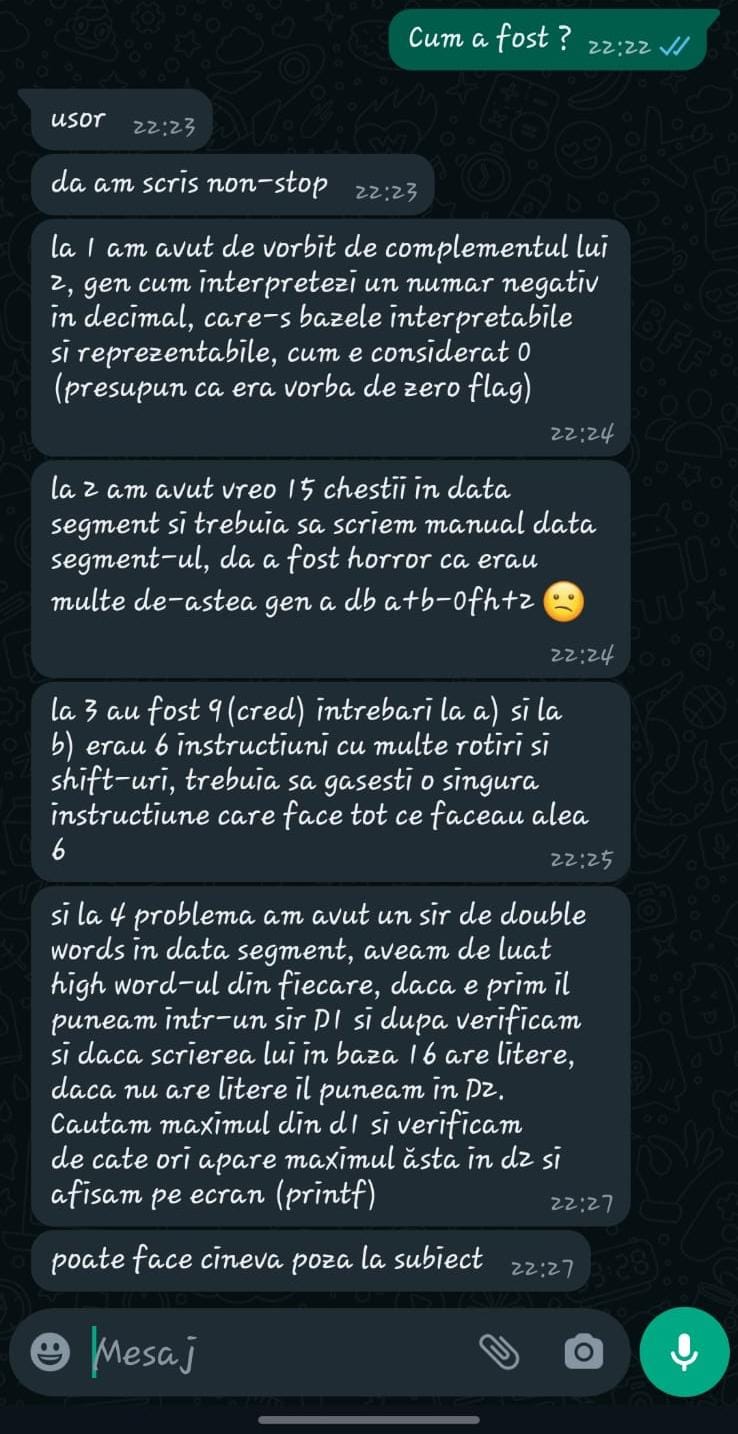 Cum a fost ? 22:22
usor 22:23
da am scris non-stop 22:23
la 1 am avut de vorbit de complementul lui
2, gen cum interpretezi un numar negativ
in decimal, care-s bazele interpretabile
si reprezentabile, cum e considerat 0
(presupun ca era vorba de zero flag)
22:24
la 2 am avut vreo 15 chestii in data
segment si trebuia sa scriem manual data
segment-ul, da a fost horror ca erau
multe de-astea gen a db a+b-0fh+2 😕
22:24
la 3 au fost 9(cred) intrebari la a) si la
b) erau 6 instructiuni cu multe rotiri si
shift-uri, trebuia sa gasesti o singura
instructiune care face tot ce faceau alea
6 22:25
si la 4 problema am avut un sir de double
words in data segment, aveam de luat
high word-ul din fiecare, daca e prim il
puneam intr-un sir D1 si dupa verificam
si daca scrierea lui in baza 16 are litere,
daca nu are litere il puneam in D2.
Cautam maximul din d1 si verificam
de cate ori apare maximul ăsta in d2 si
afisam pe ecran (printf) 22:27
poate face cineva poza la subiect 22:27
Mesaj